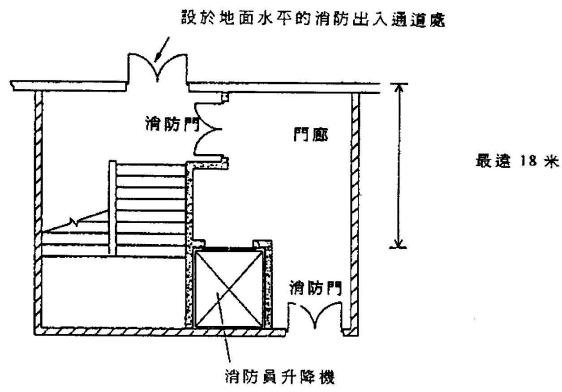 設於地面水平的消防出入通道處
消防門
門廊
最遠 18 米
消防門
消防員升降機